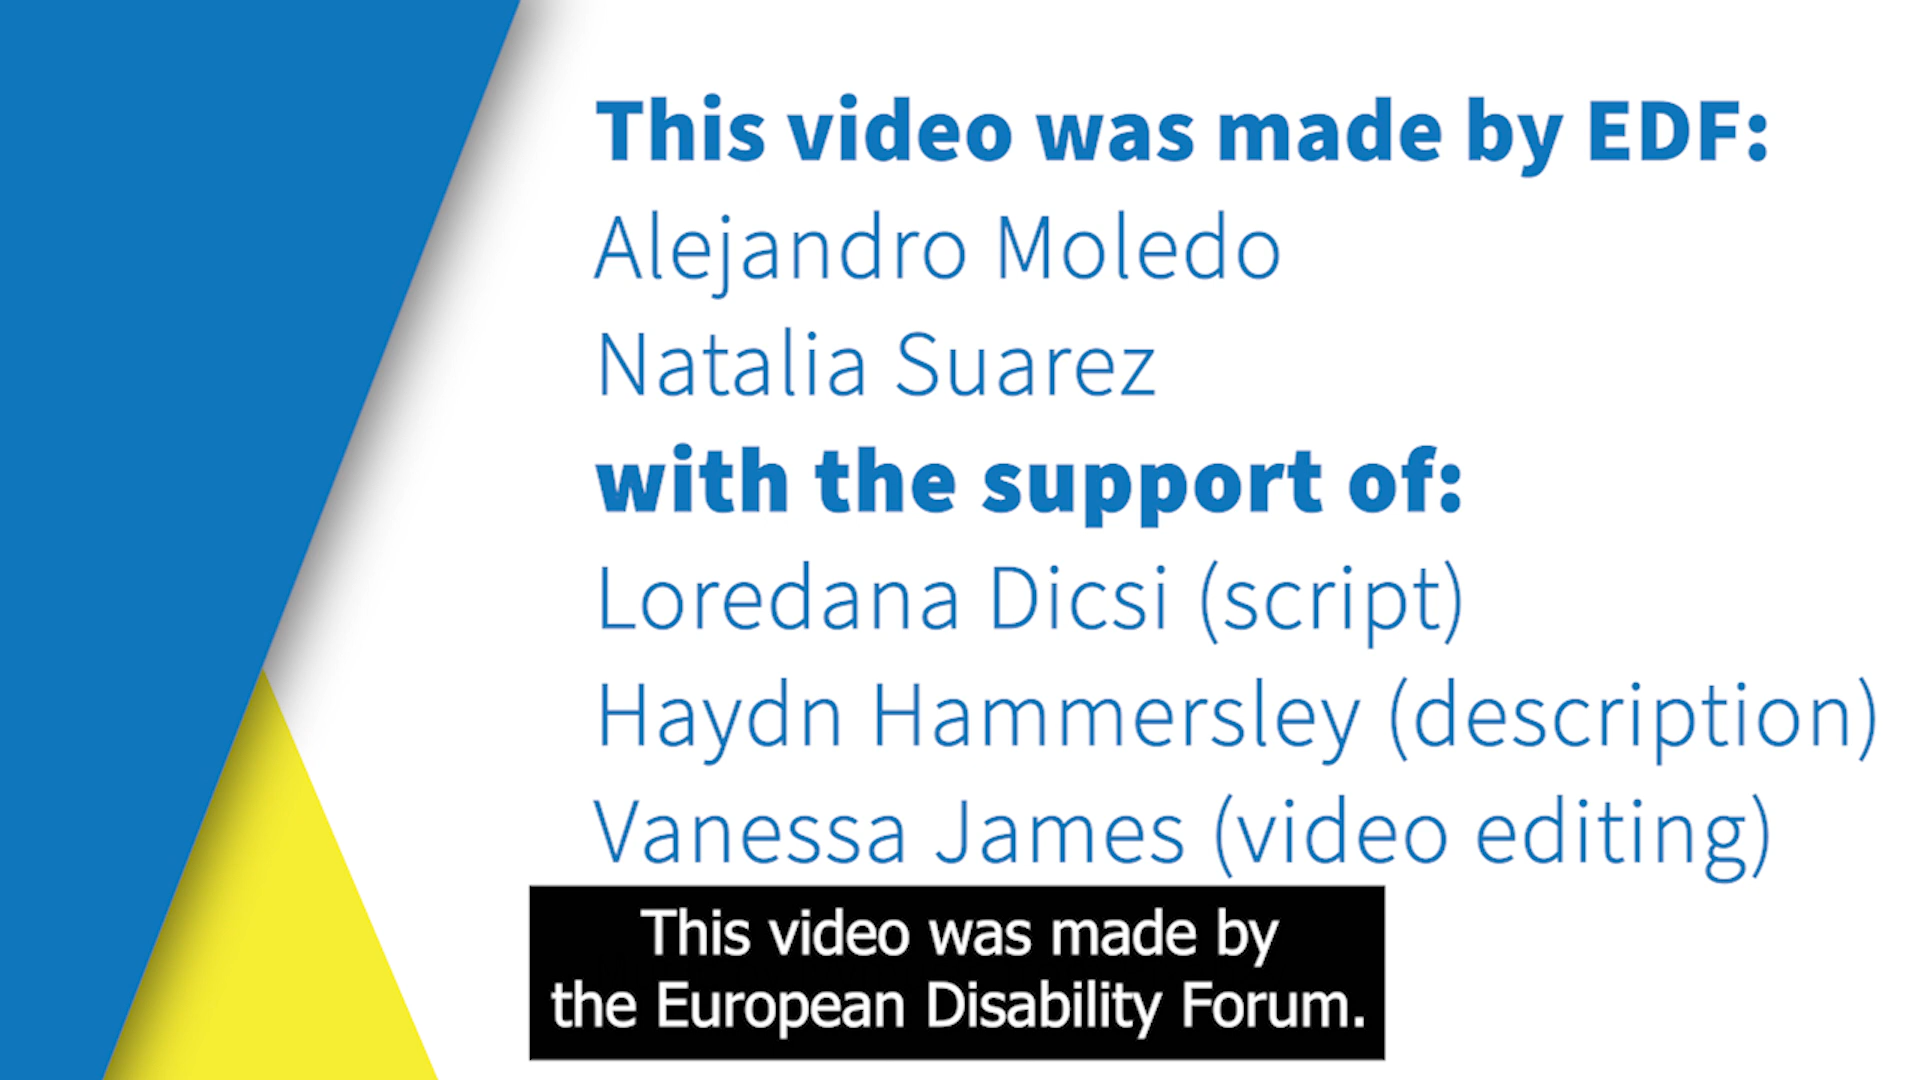 This video was made by EDF:
Alejandro Moledo
Natalia Suarez
with the support of:
Loredana Dicsi (script)
Haydn Hammersley (description)
Vanessa James (video editing)
This video was made by
the European Disability Forum.